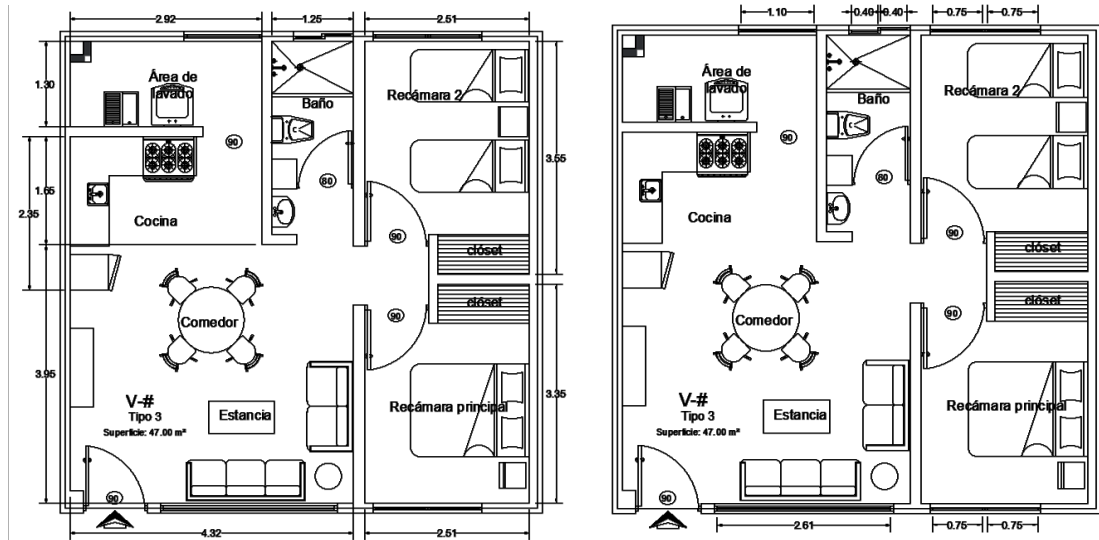 2.92
1.25
2.51
1.30
Área de
lavado
Baño
Recámara 2
90
80
3.55
1.65
2.35
Cocina
90
clóset
clóset
90
Comedor
3.95
3.35
V-#
Tipo 3
Superficie: 47.00 m²
Estancia
Recámara principal
90
4.32
2.51
1.10
0.40
0.40
0.75
0.75
Área de
lavado
Baño
Recámara 2
90
80
Cocina
90
clóset
clóset
90
Comedor
V-#
Tipo 3
Superficie: 47.00 m²
Estancia
Recámara principal
90
2.61
0.75
0.75